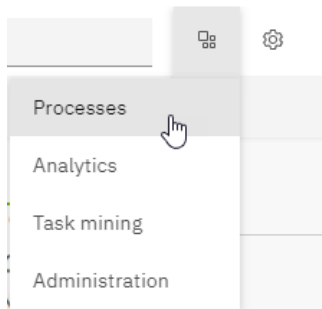 Processes
Analytics
Task mining
Administration